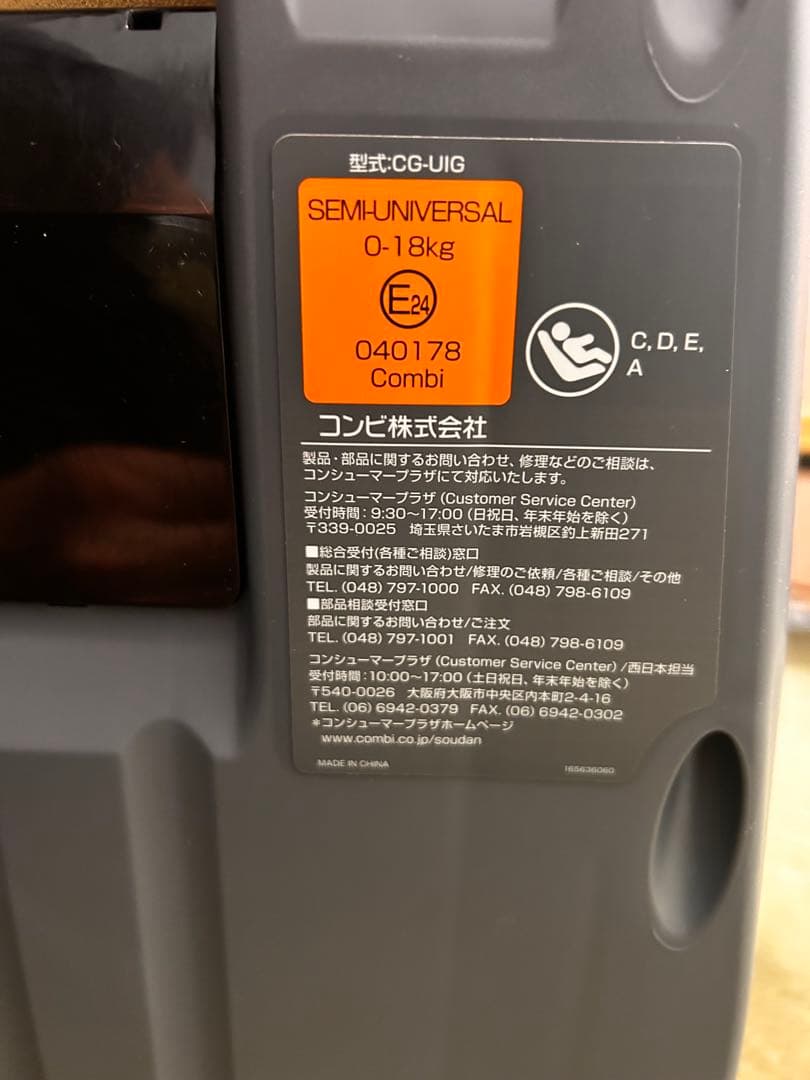 型式:CG-UIG
SEMI-UNIVERSAL
0-18kg
E24
040178
Combi
C, D, E,
A
コンビ株式会社
製品・部品に関するお問い合わせ、修理などのご相談は、
コンシューマープラザにて対応いたします。
コンシューマープラザ (Customer Service Center)
受付時間：9:30～17:00 (日祝日、年末年始を除く)
〒339-0025 埼玉県さいたま市岩槻区釣上新田271
■総合受付(各種ご相談)窓口
製品に関するお問い合わせ/修理のご依頼/各種ご相談/その他
TEL. (048) 797-1000 FAX. (048) 798-6109
■部品相談受付窓口
部品に関するお問い合わせ/ご注文
TEL. (048) 797-1001 FAX. (048) 798-6109
コンシューマープラザ (Customer Service Center) /西日本担当
受付時間：10:00～17:00 (土日祝日、年末年始を除く)
〒540-0026 大阪府大阪市中央区内本町2-4-16
TEL. (06) 6942-0379 FAX. (06) 6942-0302
＊コンシューマープラザホームページ
www.combi.co.jp/soudan
MADE IN CHINA
165636060